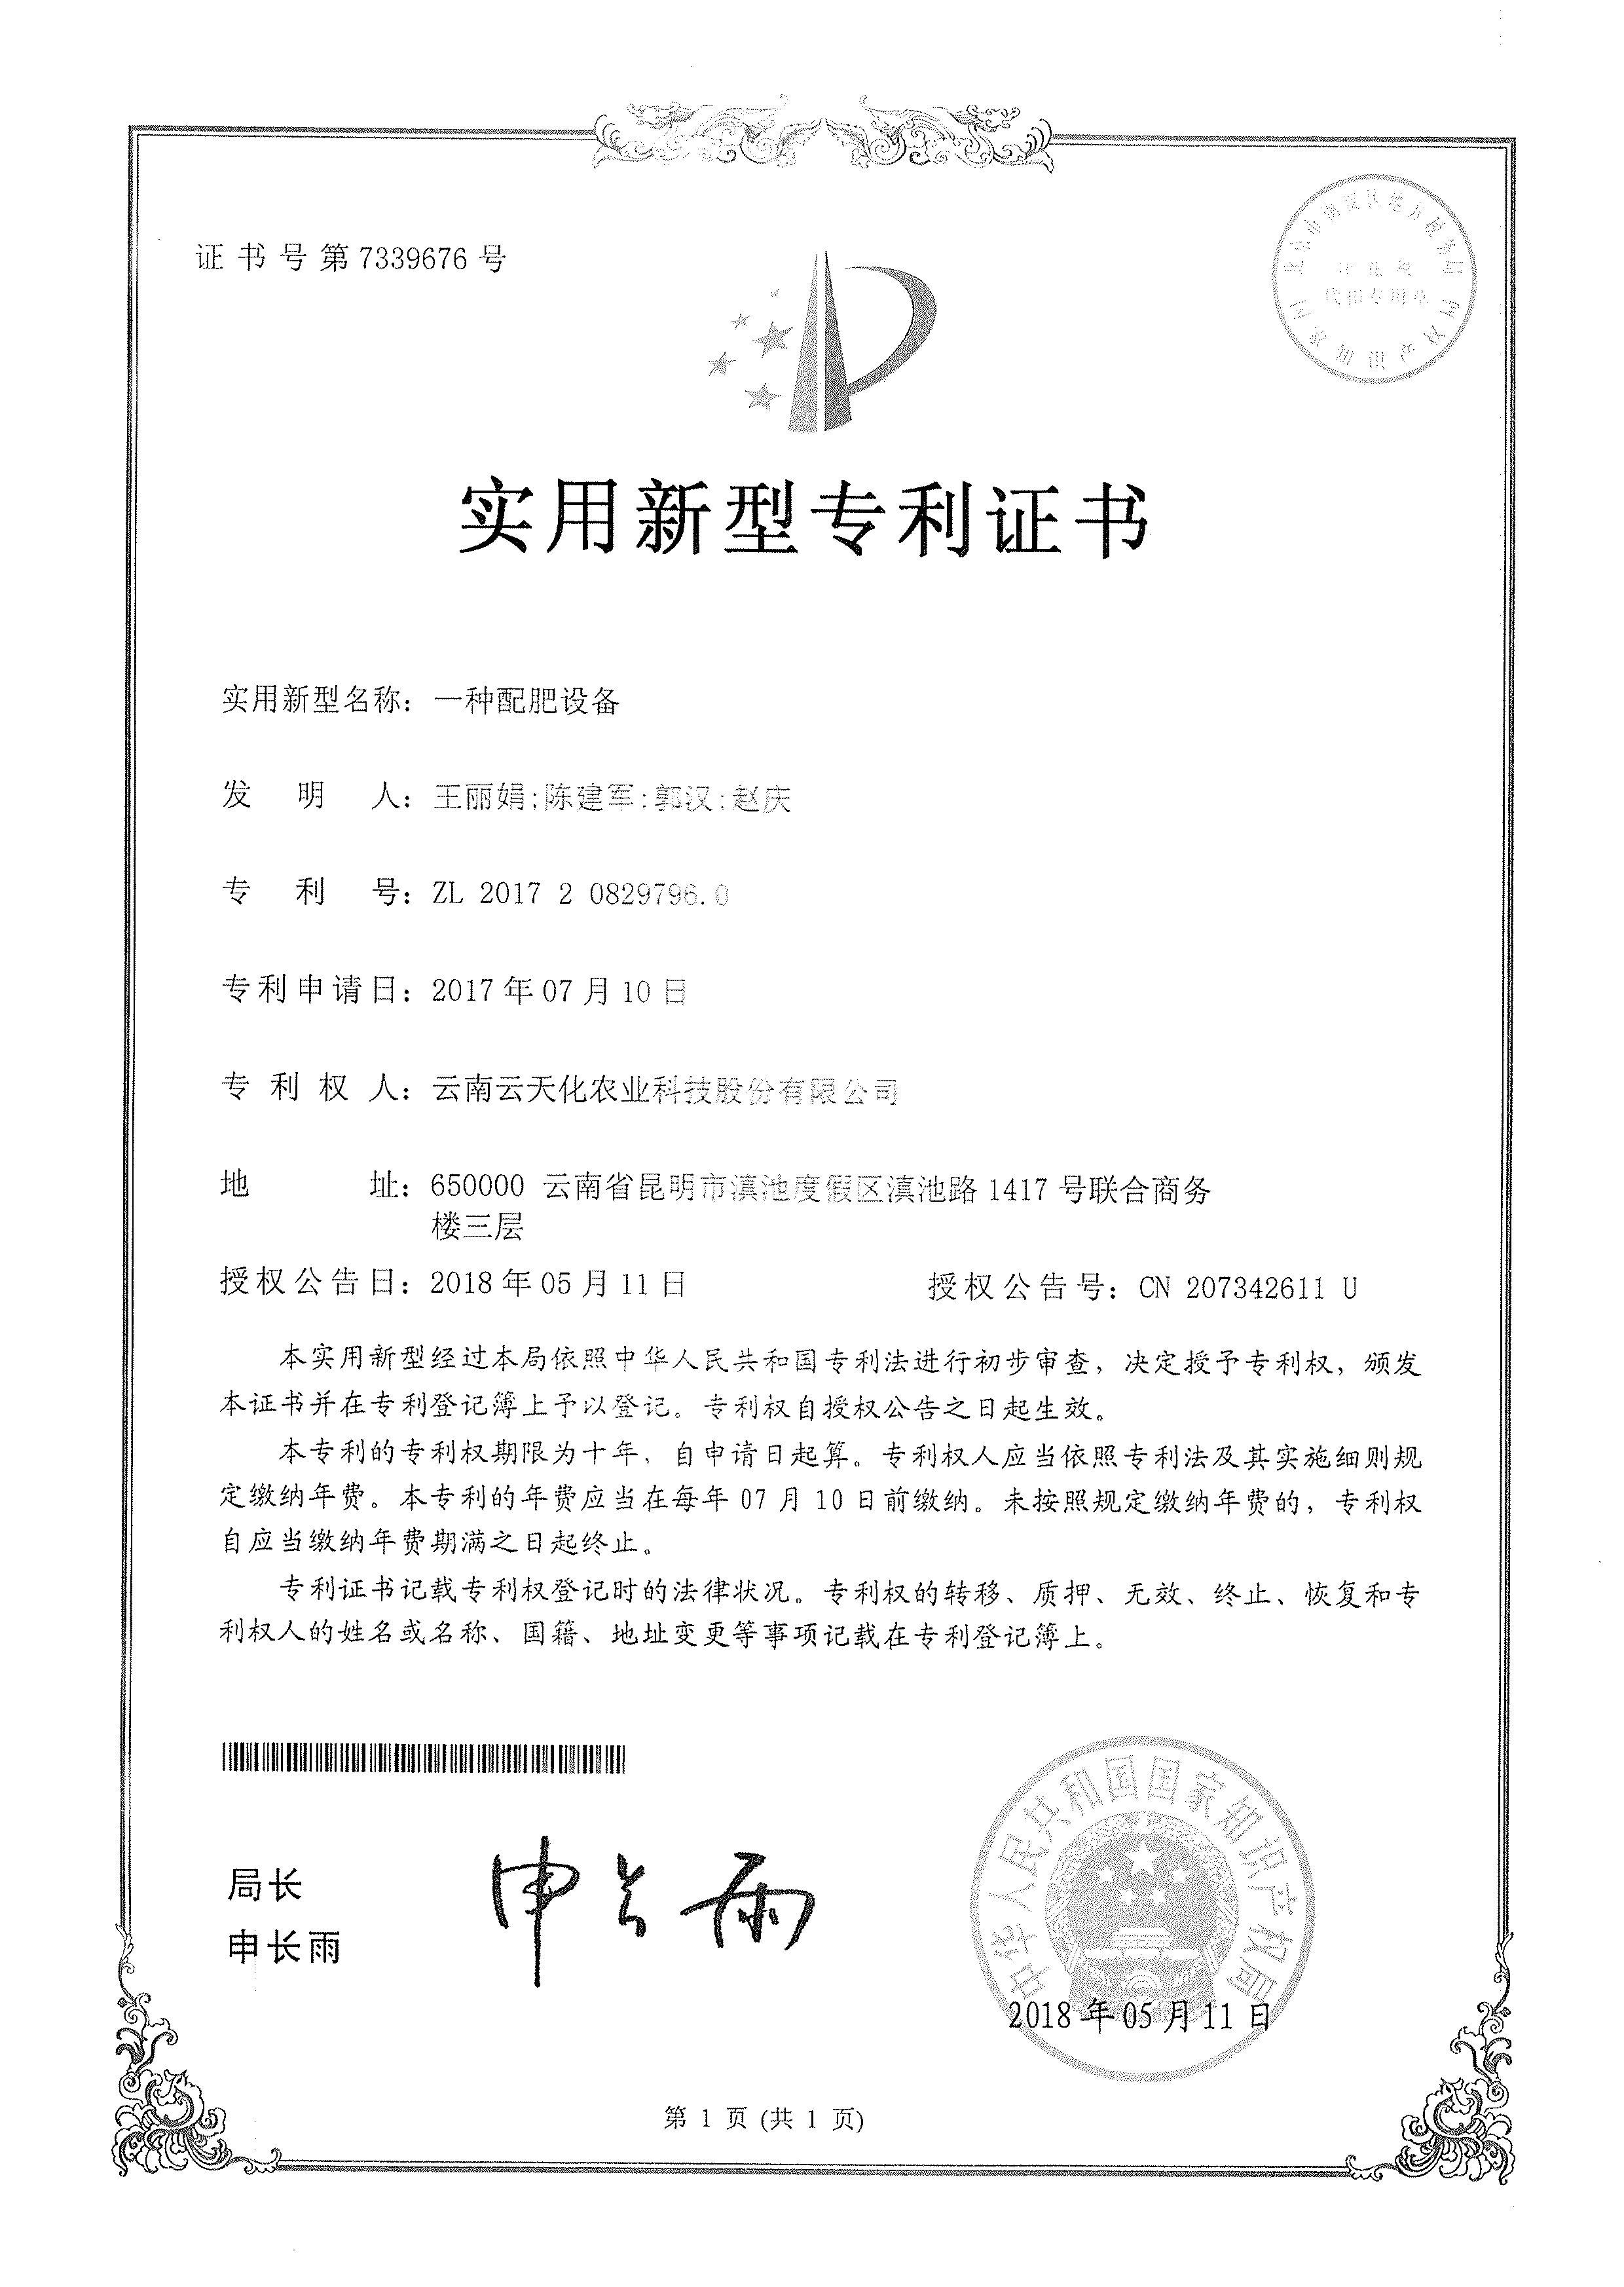 证书号第7339676号
实用新型专利证书
实用新型名称：一种配肥设备
发明人：王丽娟;陈建军;郭汉;赵庆
专利号：ZL 2017 2 0829796.0
专利申请日：2017年07月10日
专利权人：云南云天化农业科技股份有限公司
地址：650000 云南省昆明市滇池度假区滇池路1417号联合商务
楼三层
授权公告日：2018年05月11日 授权公告号：CN 207342611 U
本实用新型经过本局依照中华人民共和国专利法进行初步审查，决定授予专利权，颁发
本证书并在专利登记簿上予以登记。专利权自授权公告之日起生效。
本专利的专利权期限为十年，自申请日起算。专利权人应当依照专利法及其实施细则规
定缴纳年费。本专利的年费应当在每年07月10日前缴纳。未按照规定缴纳年费的，专利权
自应当缴纳年费期满之日起终止。
专利证书记载专利权登记时的法律状况。专利权的转移、质押、无效、终止、恢复和专
利权人的姓名或名称、国籍、地址变更等事项记载在专利登记簿上。
局长
申长雨
申长雨
中华人民共和国国家知识产权局
2018年05月11日
第 1 页 (共 1 页)